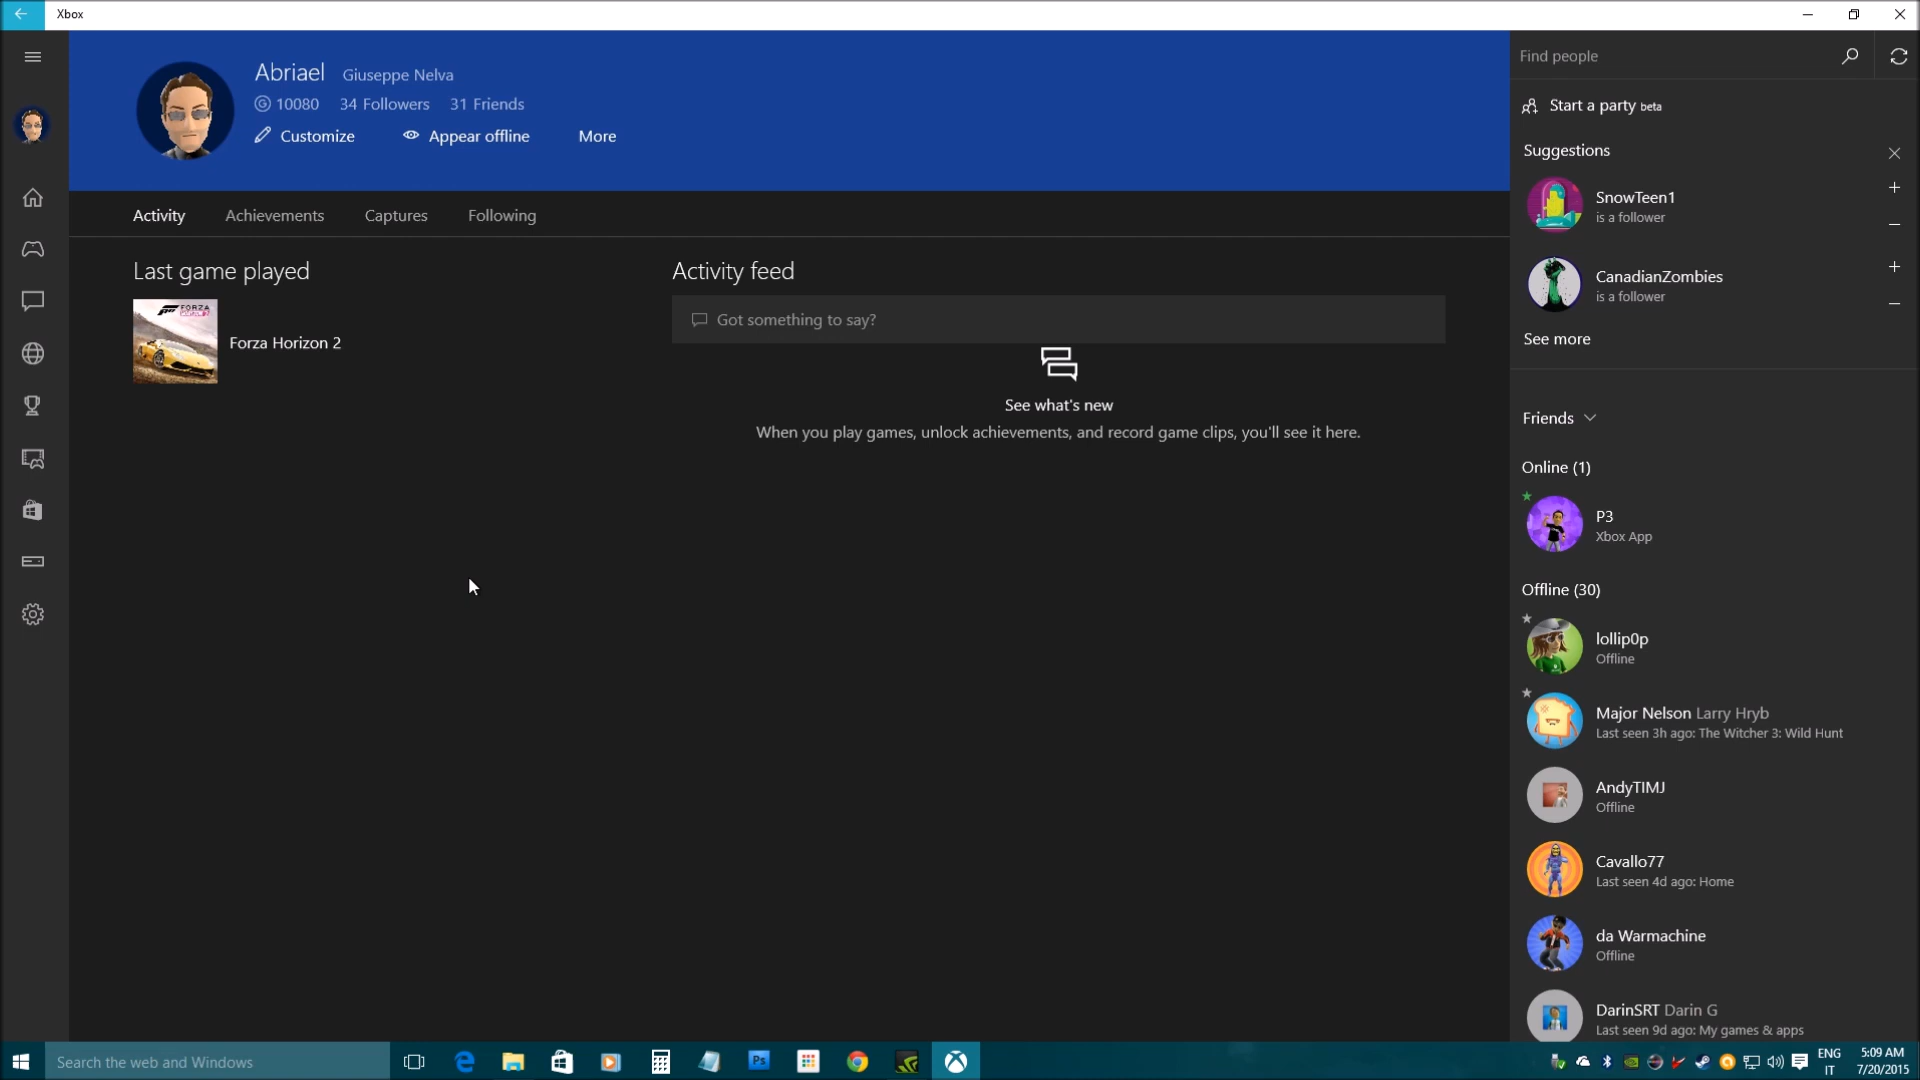 Xbox
Abriael Giuseppe Nelva
G 10080 34 Followers 31 Friends
Customize Appear offline More
Activity Achievements Captures Following
Last game played
FORZA
Forza Horizon 2
Activity feed
Got something to say?
See what's new
When you play games, unlock achievements, and record game clips, you'll see it here.
Find people
Start a party beta
Suggestions
SnowTeen1
is a follower
CanadianZombies
is a follower
See more
Friends
Online (1)
P3
Xbox App
Offline (30)
lollip0p
Offline
Major Nelson Larry Hryb
Last seen 3h ago: The Witcher 3: Wild Hunt
AndyTIMJ
Offline
Cavallo77
Last seen 4d ago: Home
da Warmachine
Offline
DarinSRT Darin G
Last seen 9d ago: My games & apps
Search the web and Windows
Ps
ENG
IT
5:09 AM
7/20/2015